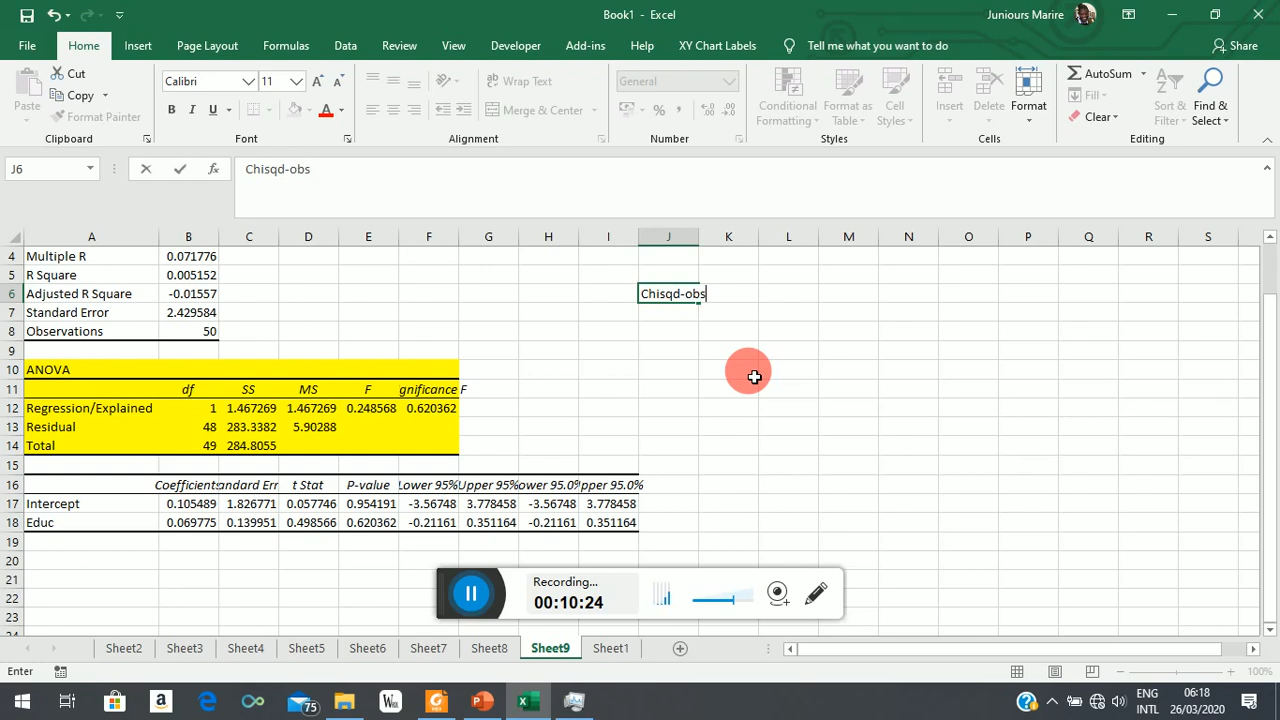 Book1 - Excel
Juniours Marire
File Home Insert Page Layout Formulas Data Review View Developer Add-ins Help XY Chart Labels Tell me what you want to do Share
Paste
Cut
Copy
Format Painter
Calibri 11
B I U
Wrap Text
Merge & Center
General
Conditional Formatting
Format as Table
Cell Styles
Insert
Delete
Format
AutoSum
Fill
Clear
Sort & Filter
Find & Select
Clipboard Font Alignment Number Styles Cells Editing
J6 fx Chisqd-obs
A B C D E F G H I J K L M N O P Q R S
4 Multiple R 0.071776
5 R Square 0.005152
6 Adjusted R Square -0.01557 Chisqd-obs
7 Standard Error 2.429584
8 Observations 50
9
10 ANOVA
11 df SS MS F gnificance F
12 Regression/Explained 1 1.467269 1.467269 0.248568 0.620362
13 Residual 48 283.3382 5.90288
14 Total 49 284.8055
15
16 Coefficients andard Err t Stat P-value Lower 95% Upper 95% ower 95.0% pper 95.0%
17 Intercept 0.105489 1.826771 0.057746 0.954191 -3.56748 3.778458 -3.56748 3.778458
18 Educ 0.069775 0.139951 0.498566 0.620362 -0.21161 0.351164 -0.21161 0.351164
19
20
21
22
23
Recording...
00:10:24
Sheet2 Sheet3 Sheet4 Sheet5 Sheet6 Sheet7 Sheet8 Sheet9 Sheet1
Enter 100%
75
ENG
INTL
06:18
26/03/2020